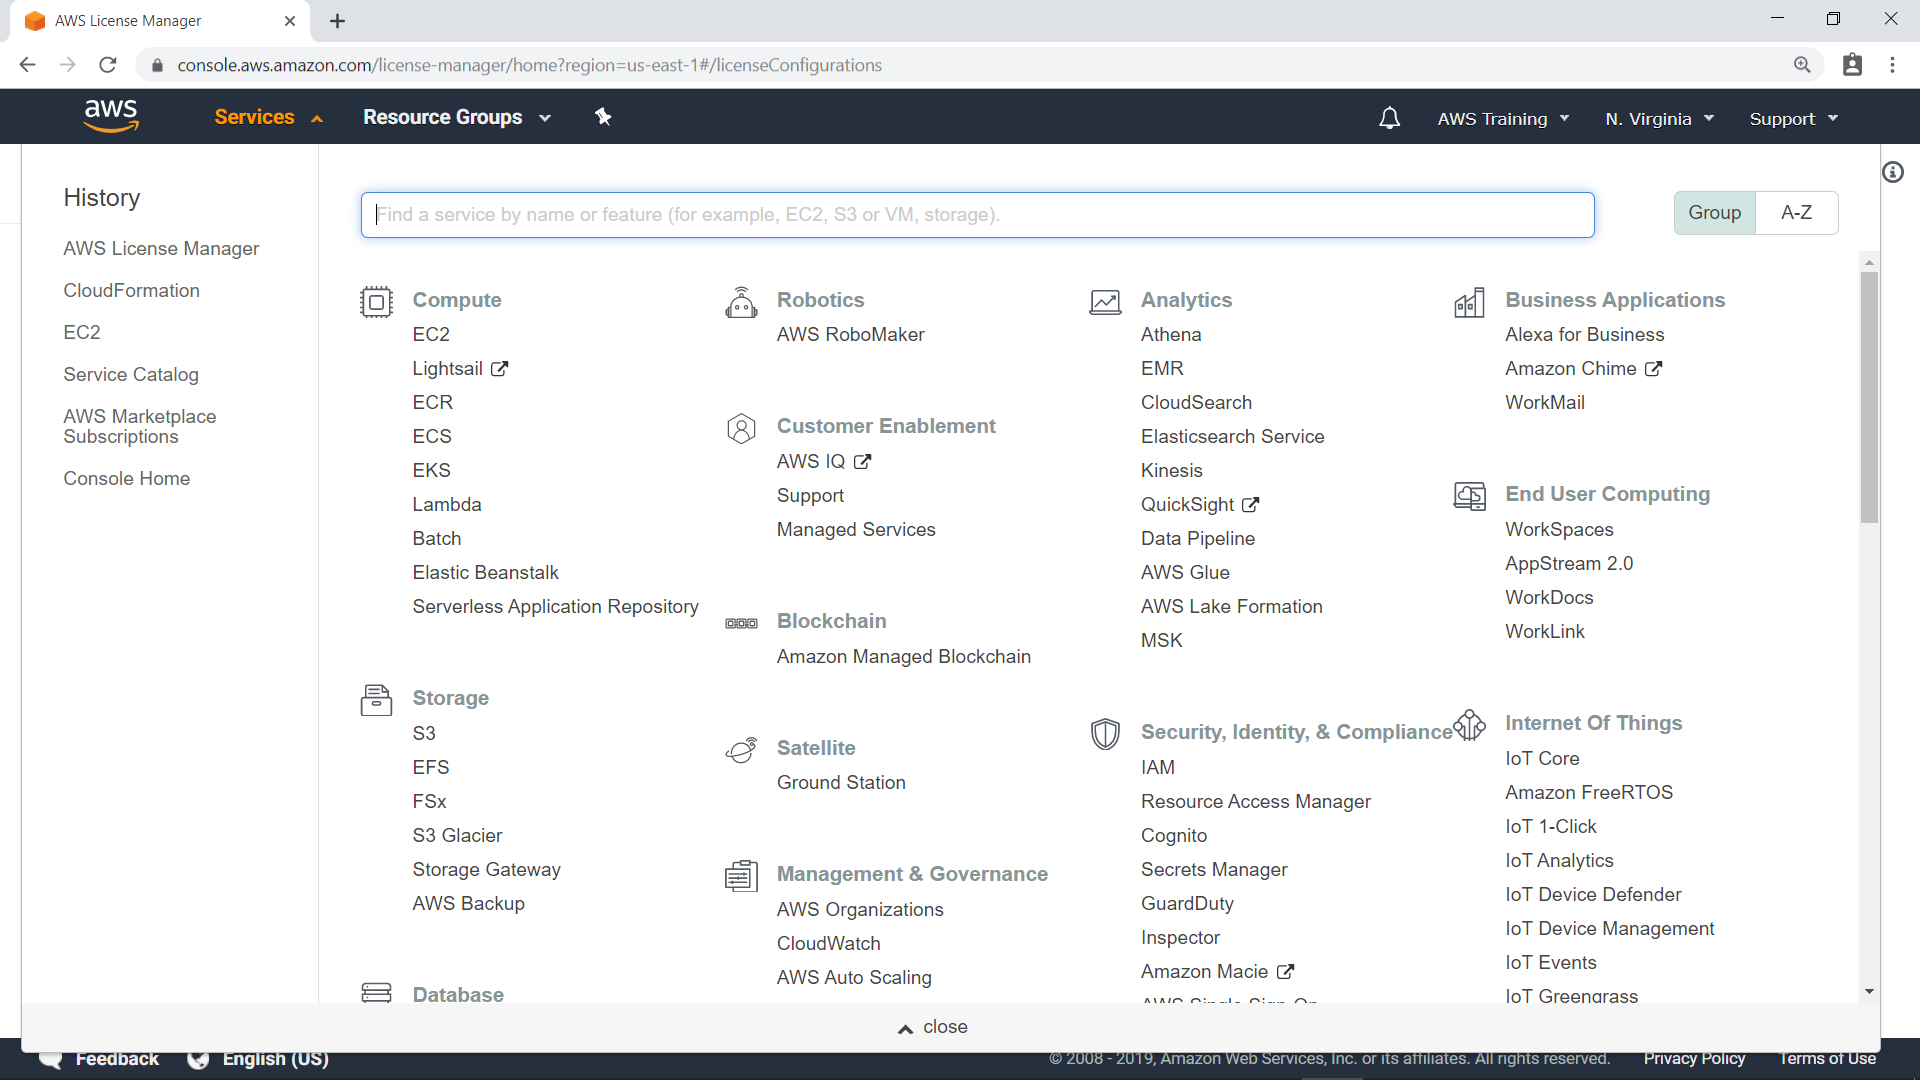 AWS License Manager
console.aws.amazon.com/license-manager/home?region=us-east-1#/licenseConfigurations
aws
Services
Resource Groups
AWS Training
N. Virginia
Support
History
AWS License Manager
CloudFormation
EC2
Service Catalog
AWS Marketplace
Subscriptions
Console Home
Find a service by name or feature (for example, EC2, S3 or VM, storage).
Group
A-Z
Compute
EC2
Lightsail
ECR
ECS
EKS
Lambda
Batch
Elastic Beanstalk
Serverless Application Repository
Storage
S3
EFS
FSx
S3 Glacier
Storage Gateway
AWS Backup
Database
Robotics
AWS RoboMaker
Customer Enablement
AWS IQ
Support
Managed Services
Blockchain
Amazon Managed Blockchain
Satellite
Ground Station
Management & Governance
AWS Organizations
CloudWatch
AWS Auto Scaling
Analytics
Athena
EMR
CloudSearch
Elasticsearch Service
Kinesis
QuickSight
Data Pipeline
AWS Glue
AWS Lake Formation
MSK
Security, Identity, & Compliance
IAM
Resource Access Manager
Cognito
Secrets Manager
GuardDuty
Inspector
Amazon Macie
AWS Single Sign-On
Business Applications
Alexa for Business
Amazon Chime
WorkMail
End User Computing
WorkSpaces
AppStream 2.0
WorkDocs
WorkLink
Internet Of Things
IoT Core
Amazon FreeRTOS
IoT 1-Click
IoT Analytics
IoT Device Defender
IoT Device Management
IoT Events
IoT Greengrass
close
Feedback
English (US)
© 2008 - 2019, Amazon Web Services, Inc. or its affiliates. All rights reserved.
Privacy Policy
Terms of Use